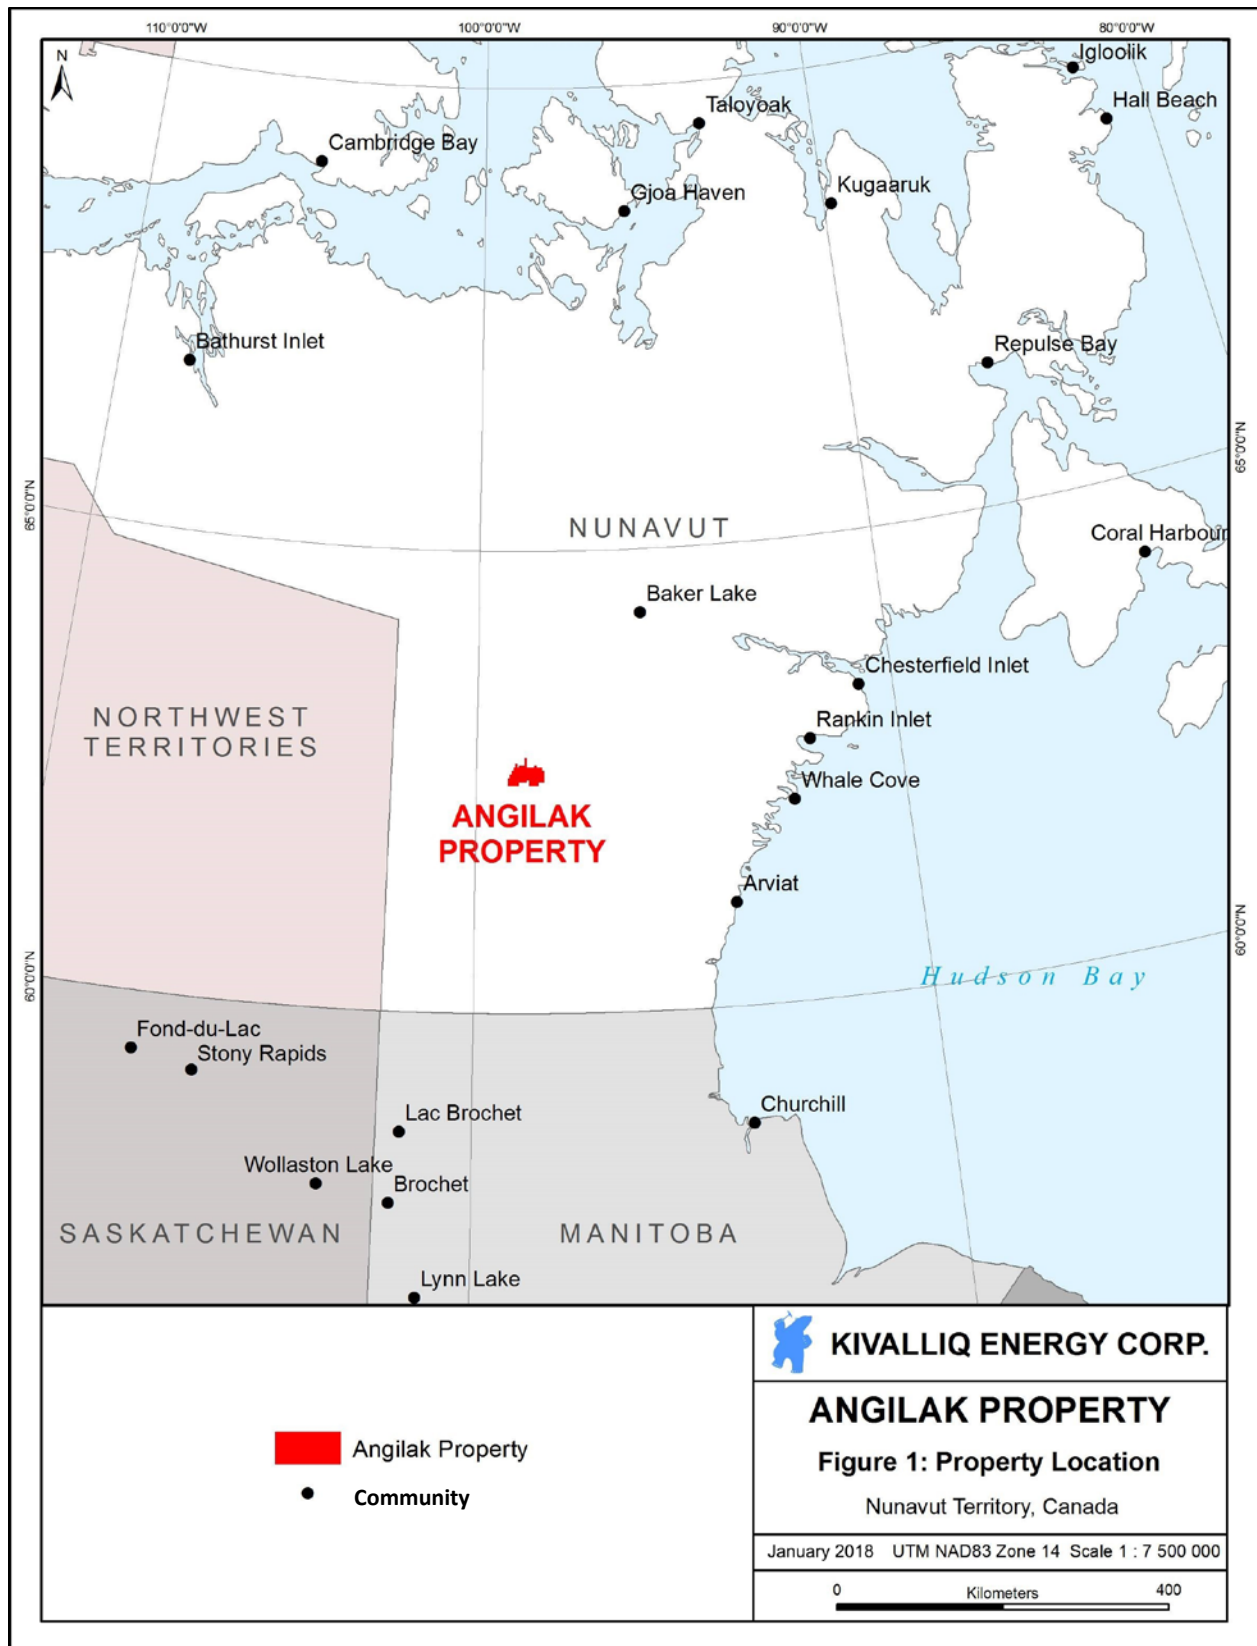 110°0'0"W
100°0'0"W
90°0'0"W
80°0'0"W
N
Igloolik
Hall Beach
Taloyoak
Cambridge Bay
Kugaaruk
Gjoa Haven
Bathurst Inlet
Repulse Bay
65°0'0"N
65°0'0"N
NUNAVUT
Coral Harbour
Baker Lake
Chesterfield Inlet
NORTHWEST
TERRITORIES
Rankin Inlet
Whale Cove
ANGILAK
PROPERTY
Arviat
60°0'0"N
60°0'0"N
Hudson Bay
Fond-du-Lac
Stony Rapids
Lac Brochet
Churchill
Wollaston Lake
Brochet
SASKATCHEWAN
MANITOBA
Lynn Lake
KIVALLIQ ENERGY CORP.
ANGILAK PROPERTY
Figure 1: Property Location
Nunavut Territory, Canada
January 2018 UTM NAD83 Zone 14 Scale 1 : 7 500 000
0 Kilometers 400
Angilak Property
Community